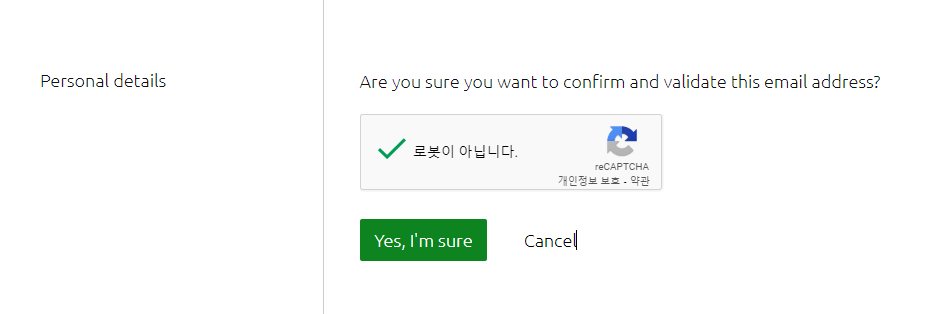 Personal details
Are you sure you want to confirm and validate this email address?
로봇이 아닙니다.
reCAPTCHA
개인정보 보호 - 약관
Yes, I'm sure
Cancel